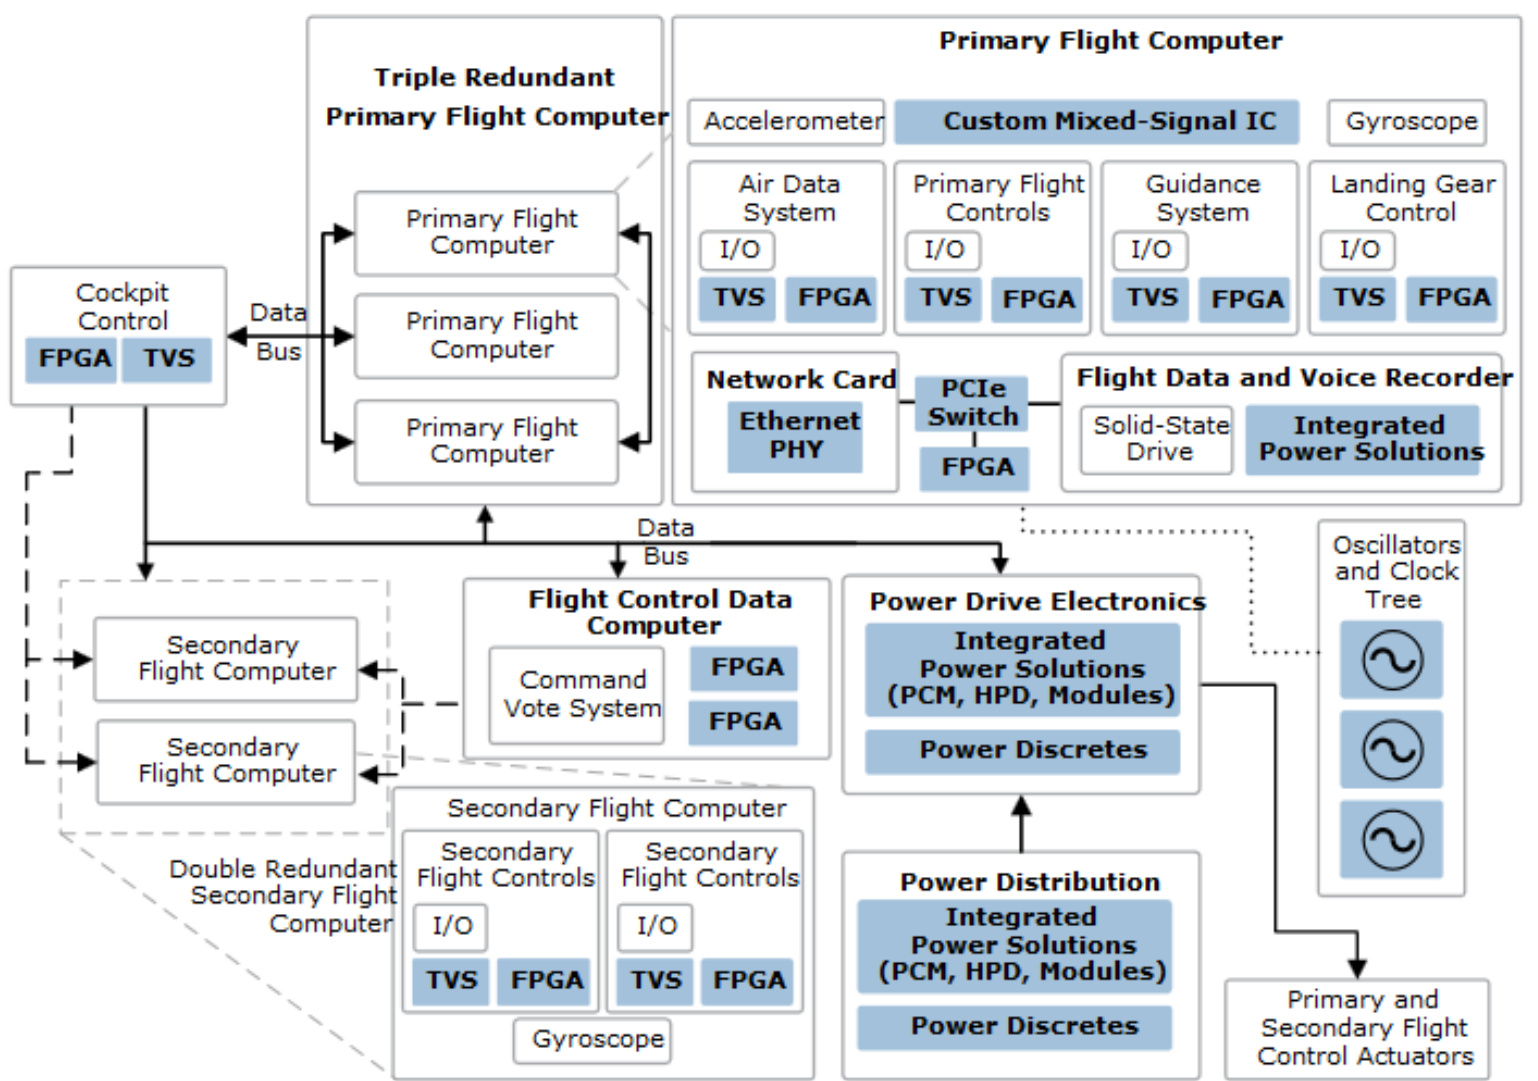 Triple Redundant
Primary Flight Computer
Primary Flight
Computer
Primary Flight
Computer
Primary Flight
Computer
Cockpit
Control
FPGA
TVS
Data
Bus
Primary Flight Computer
Accelerometer
Custom Mixed-Signal IC
Gyroscope
Air Data
System
I/O
TVS
FPGA
Primary Flight
Controls
I/O
TVS
FPGA
Guidance
System
I/O
TVS
FPGA
Landing Gear
Control
I/O
TVS
FPGA
Network Card
Ethernet
PHY
PCIe
Switch
FPGA
Flight Data and Voice Recorder
Solid-State
Drive
Integrated
Power Solutions
Data
Bus
Secondary
Flight Computer
Secondary
Flight Computer
Double Redundant
Secondary Flight
Computer
Flight Control Data
Computer
Command
Vote System
FPGA
FPGA
Power Drive Electronics
Integrated
Power Solutions
(PCM, HPD, Modules)
Power Discretes
Oscillators
and Clock
Tree
Secondary Flight Computer
Secondary
Flight Controls
I/O
TVS
FPGA
Secondary
Flight Controls
I/O
TVS
FPGA
Gyroscope
Power Distribution
Integrated
Power Solutions
(PCM, HPD, Modules)
Power Discretes
Primary and
Secondary Flight
Control Actuators